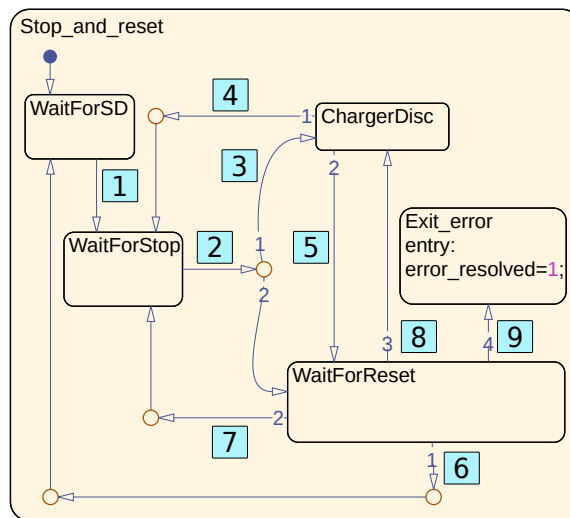 Stop_and_reset
WaitForSD
4
1
ChargerDisc
1
3
2
WaitForStop
2
1
5
2
Exit_error
entry:
error_resolved=1;
3
8
4
9
WaitForReset
2
7
1
6